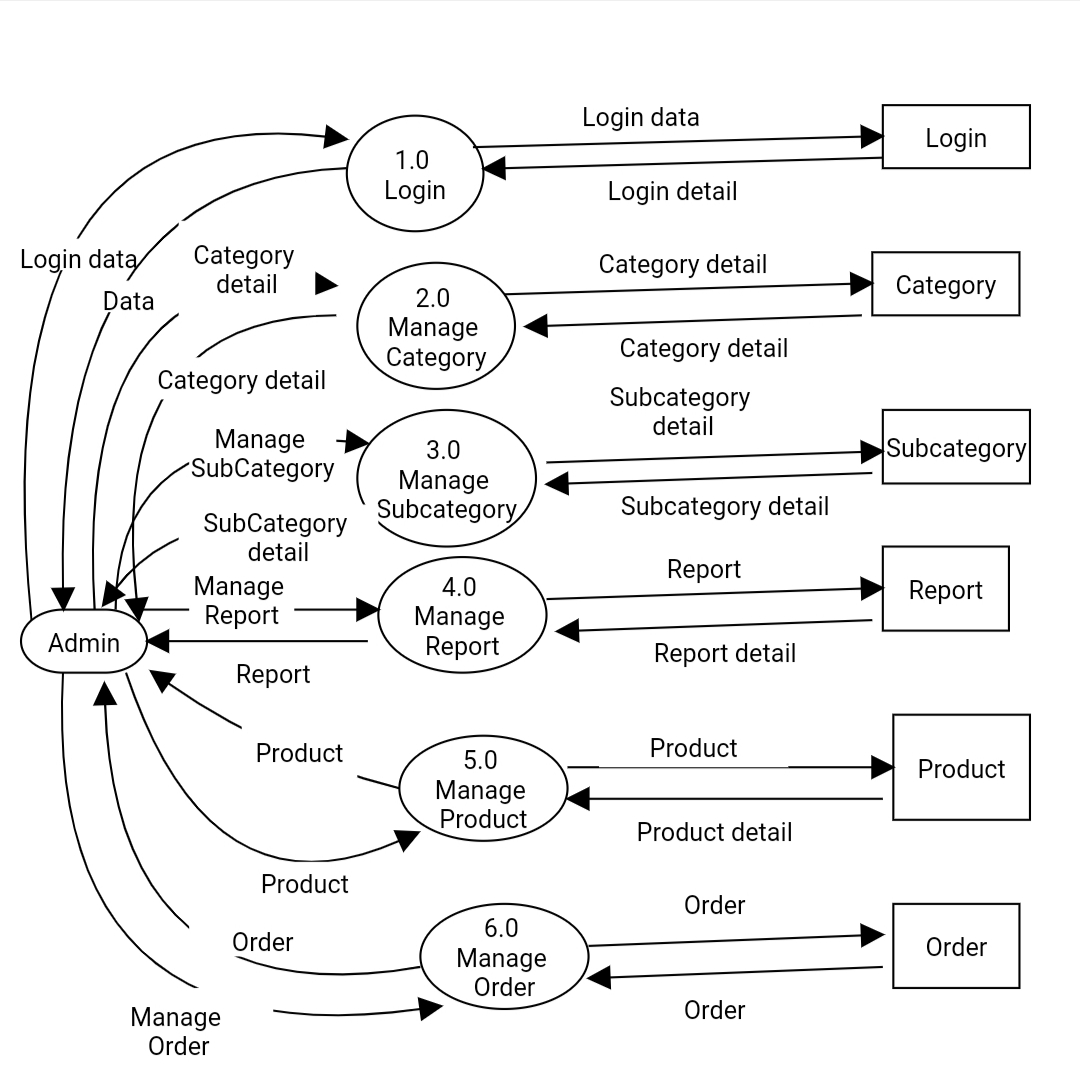 Login data
1.0
Login
Login
Login detail
Login data
Data
Category
detail
Category detail
2.0
Manage
Category
Category
Category detail
Category detail
Subcategory
detail
Manage
SubCategory
3.0
Manage
Subcategory
Subcategory
Subcategory detail
SubCategory
detail
Manage
Report
Report
4.0
Manage
Report
Report
Admin
Report detail
Report
Product
Product
5.0
Manage
Product
Product
Product detail
Product
Order
Order
6.0
Manage
Order
Order
Order
Manage
Order